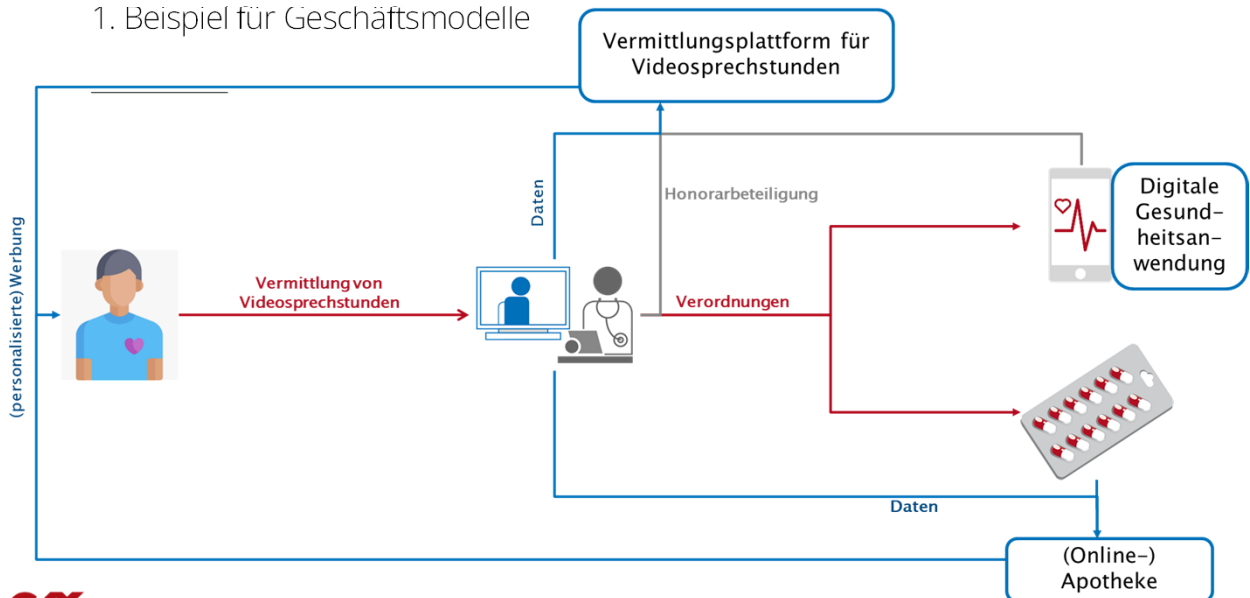 1. Beispiel für Geschäftsmodelle
Vermittlungsplattform für
Videosprechstunden
Daten
Honorarbeteiligung
Digitale
Gesund-
heitsan-
wendung
(personalisierte) Werbung
Vermittlung von
Videosprechstunden
Verordnungen
Daten
(Online-)
Apotheke